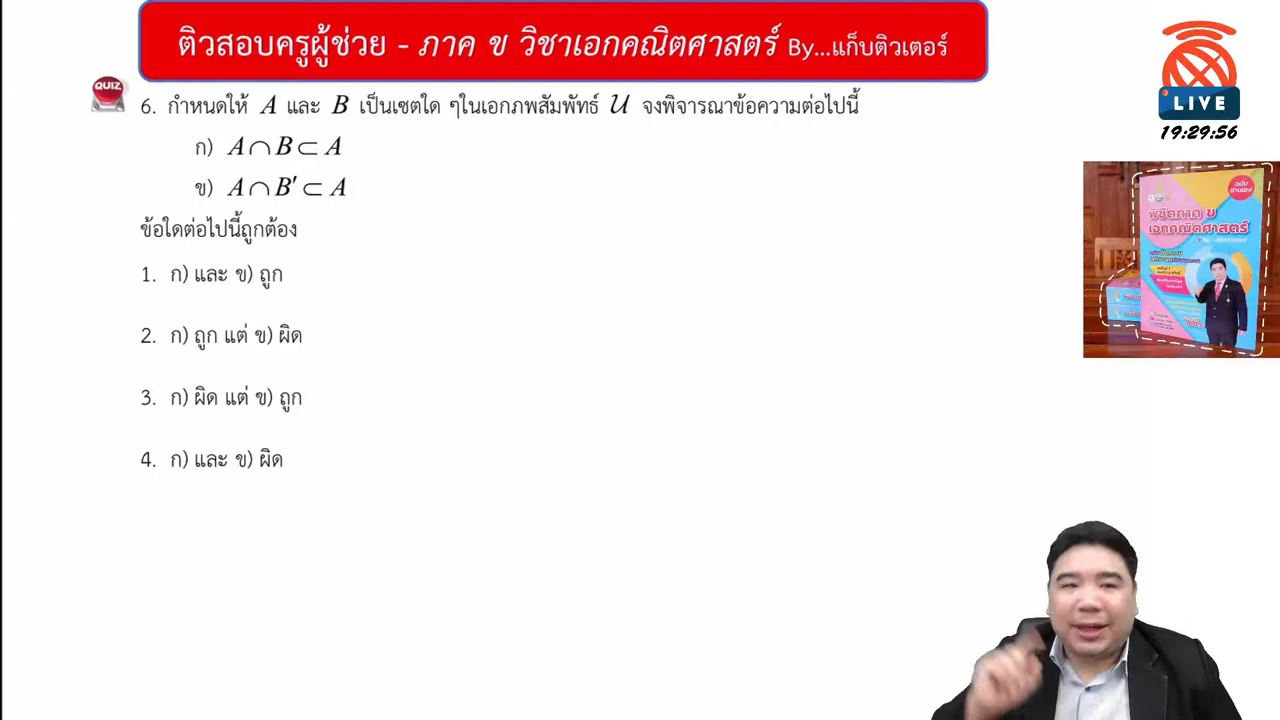 ติวสอบครูผู้ช่วย - ภาค ข วิชาเอกคณิตศาสตร์ By...แก็บติวเตอร์
LIVE
19:29:56
QUIZ
6. กำหนดให้ A และ B เป็นเซตใด ๆในเอกภพสัมพัทธ์ U จงพิจารณาข้อความต่อไปนี้
ก) A∩B⊂A
ข) A∩B′⊂A
ข้อใดต่อไปนี้ถูกต้อง
1. ก) และ ข) ถูก
2. ก) ถูก แต่ ข) ผิด
3. ก) ผิด แต่ ข) ถูก
4. ก) และ ข) ผิด
พิชิตภาค ข
เอกคณิตศาสตร์